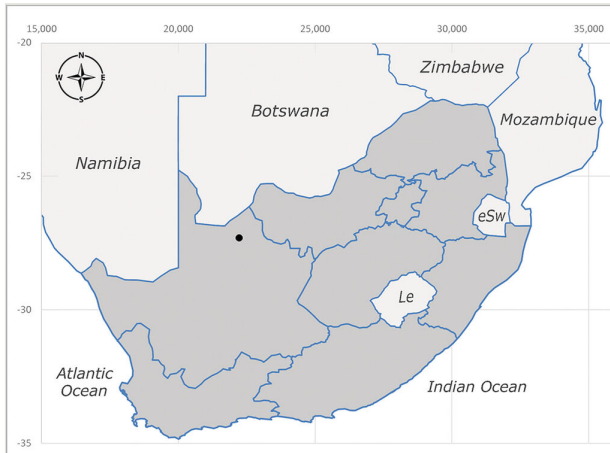 15,000 20,000 25,000 30,000 35,000
-20
N
W E
S
Zimbabwe
Botswana
Mozambique
Namibia
-25
eSw
Le
-30
Atlantic
Ocean
Indian Ocean
-35